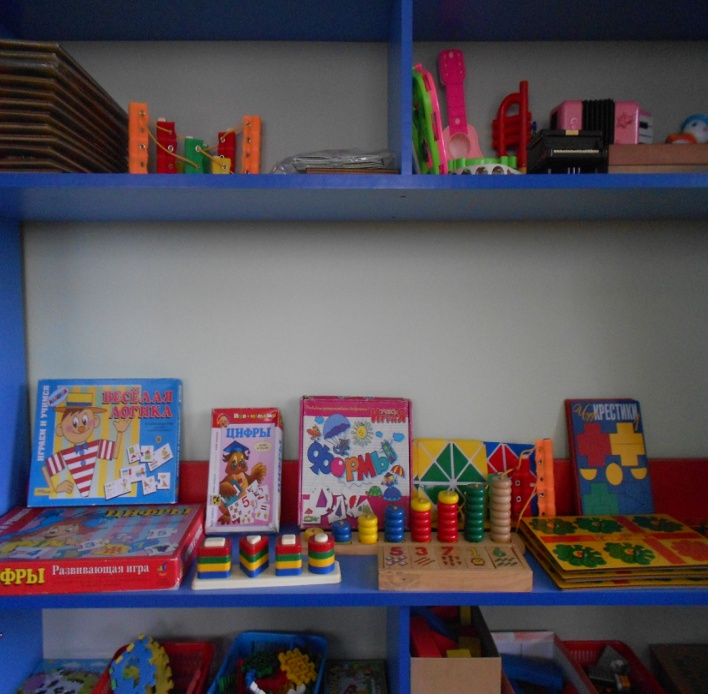 ИГРАЕМ И УЧИМСЯ
ВЕСЁЛАЯ
ЛОГИКА
ЦИФРЫ
ФОРМЫ
КРЕСТИКИ
ЦИФРЫ
ФРЫ Развивающая игра
5 3 7